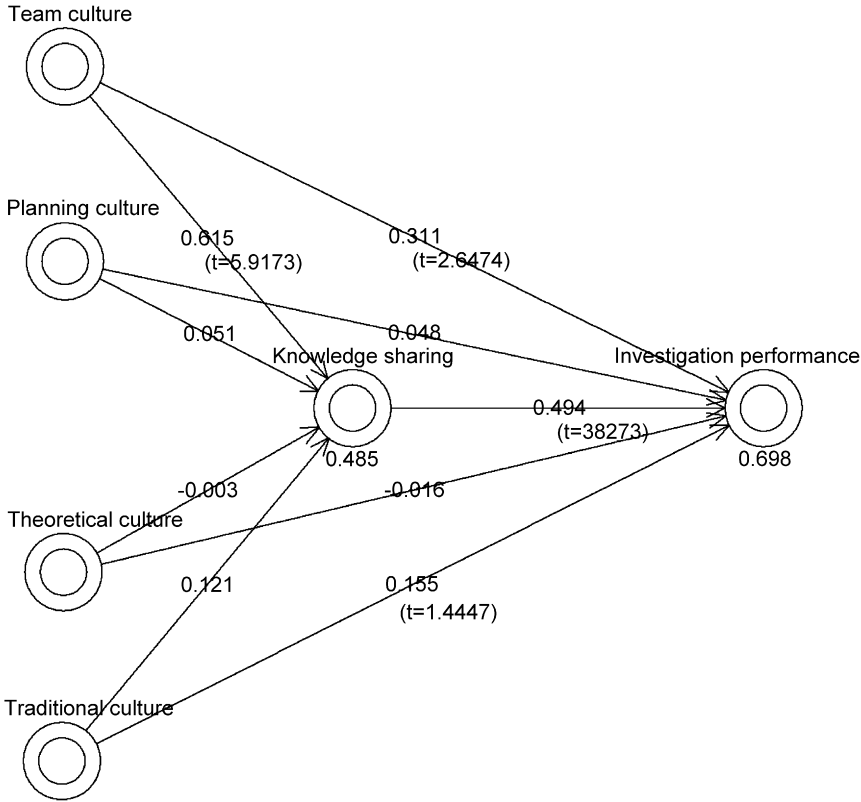 Team culture
Planning culture
0.615
(t=5.9173)
0.311
(t=2.6474)
0.051
0.048
Knowledge sharing
Investigation performance
0.494
(t=38273)
0.485
0.698
-0.003
-0.016
Theoretical culture
0.121
0.155
(t=1.4447)
Traditional culture